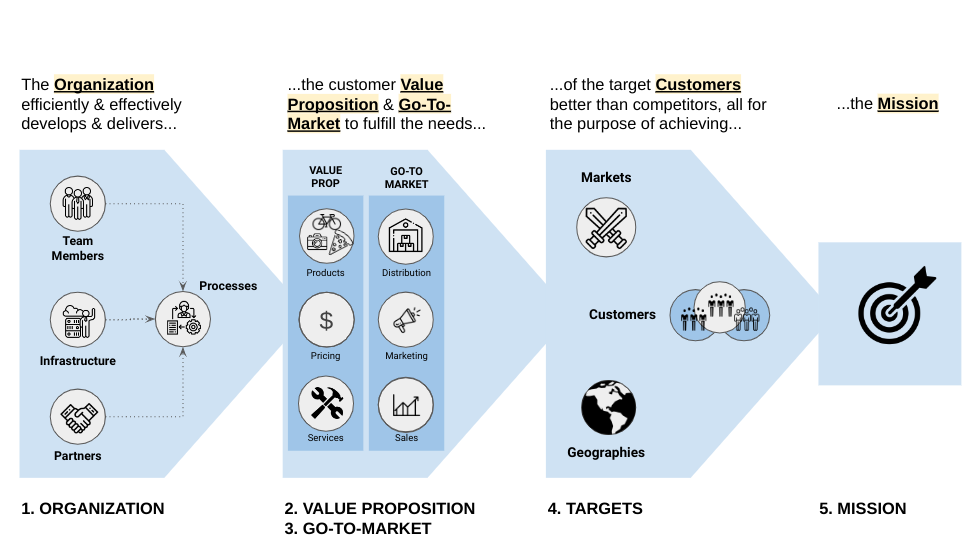 The Organization
efficiently & effectively
develops & delivers...
...the customer Value
Proposition & Go-To-
Market to fulfill the needs...
...of the target Customers
better than competitors, all for
the purpose of achieving...
...the Mission
Team
Members
Processes
Infrastructure
Partners
VALUE
PROP
GO-TO
MARKET
Products
Distribution
$
Pricing
Marketing
Services
Sales
Markets
Customers
Geographies
1. ORGANIZATION
2. VALUE PROPOSITION
3. GO-TO-MARKET
4. TARGETS
5. MISSION